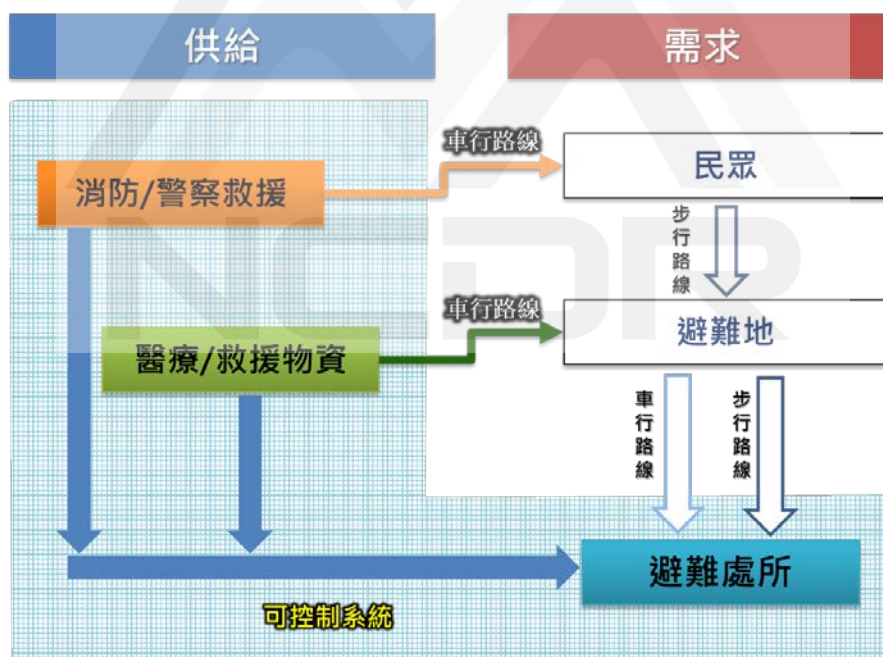 供給
需求
車行路線
消防/警察救援
民眾
步行路線
車行路線
醫療/救援物資
避難地
車行路線
步行路線
避難處所
可控制系統
NCDR